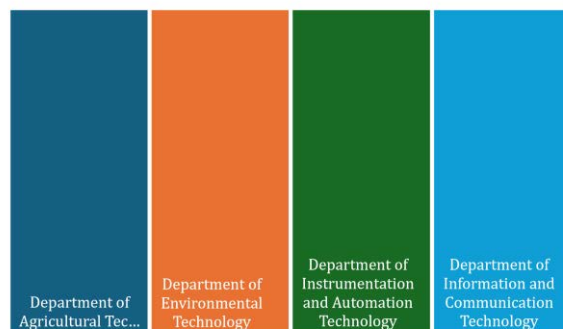 Department of
Agricultural Tec...
Department of
Environmental
Technology
Department of
Instrumentation
and Automation
Technology
Department of
Information and
Communication
Technology